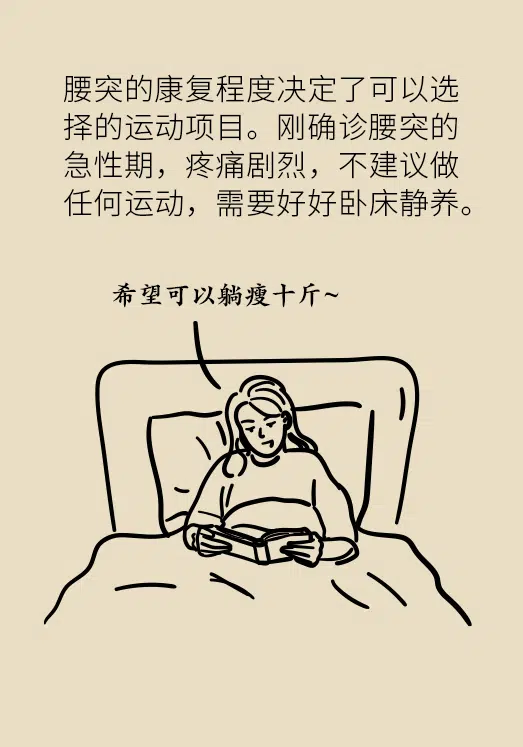 腰突的康复程度决定了可以选
择的运动项目。刚确诊腰突的
急性期，疼痛剧烈，不建议做
任何运动，需要好好卧床静养。
希望可以躺瘦十斤~